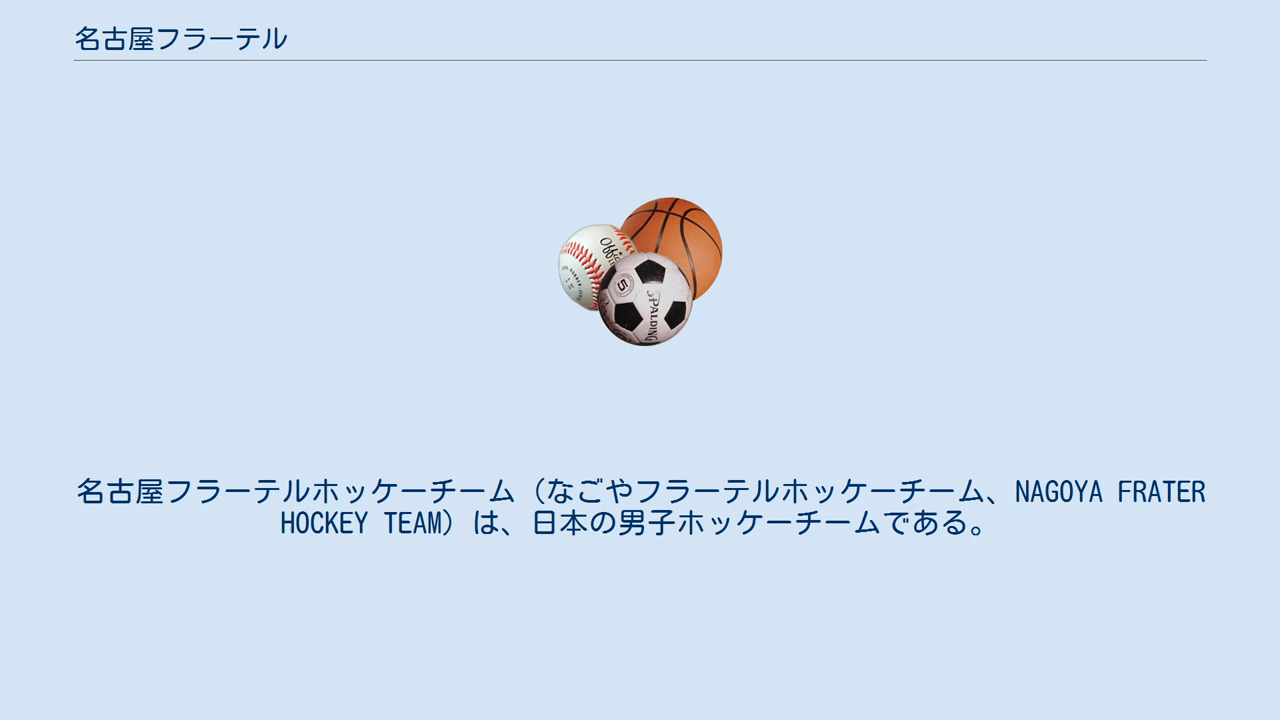 名古屋フラーテル
Offi
5
SPALDING
名古屋フラーテルホッケーチーム（なごやフラーテルホッケーチーム、NAGOYA FRATER
HOCKEY TEAM）は、日本の男子ホッケーチームである。